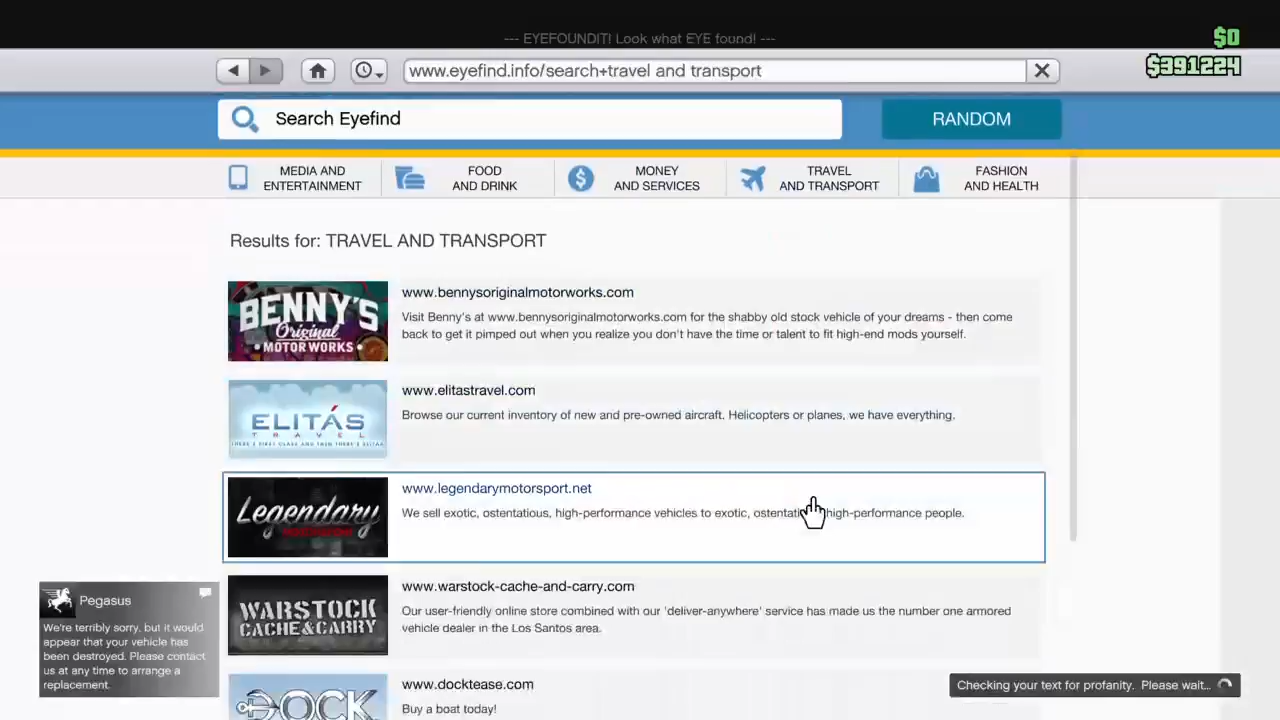 --- EYEFOUNDIT! Look what EYE found! ---
$0
$391224
www.eyefind.info/search+travel and transport
Search Eyefind
RANDOM
MEDIA AND
ENTERTAINMENT
FOOD
AND DRINK
MONEY
AND SERVICES
TRAVEL
AND TRANSPORT
FASHION
AND HEALTH
Results for: TRAVEL AND TRANSPORT
BENNY'S
Original
MOTOR WORKS
www.bennysoriginalmotorworks.com
Visit Benny's at www.bennysoriginalmotorworks.com for the shabby old stock vehicle of your dreams - then come
back to get it pimped out when you realize you don't have the time or talent to fit high-end mods yourself.
ELITÁS
TRAVEL
THERE'S FIRST CLASS AND THEN THERE'S ELITÁS
www.elitastravel.com
Browse our current inventory of new and pre-owned aircraft. Helicopters or planes, we have everything.
Legendary
www.legendarymotorsport.net
We sell exotic, ostentatious, high-performance vehicles to exotic, ostentati high-performance people.
WARSTOCK
CACHE&CARRY
www.warstock-cache-and-carry.com
Our user-friendly online store combined with our 'deliver-anywhere' service has made us the number one armored
vehicle dealer in the Los Santos area.
DOCK
www.docktease.com
Buy a boat today!
Pegasus
We're terribly sorry, but it would
appear that your vehicle has
been destroyed. Please contact
us at any time to arrange a
replacement.
Checking your text for profanity. Please wait...